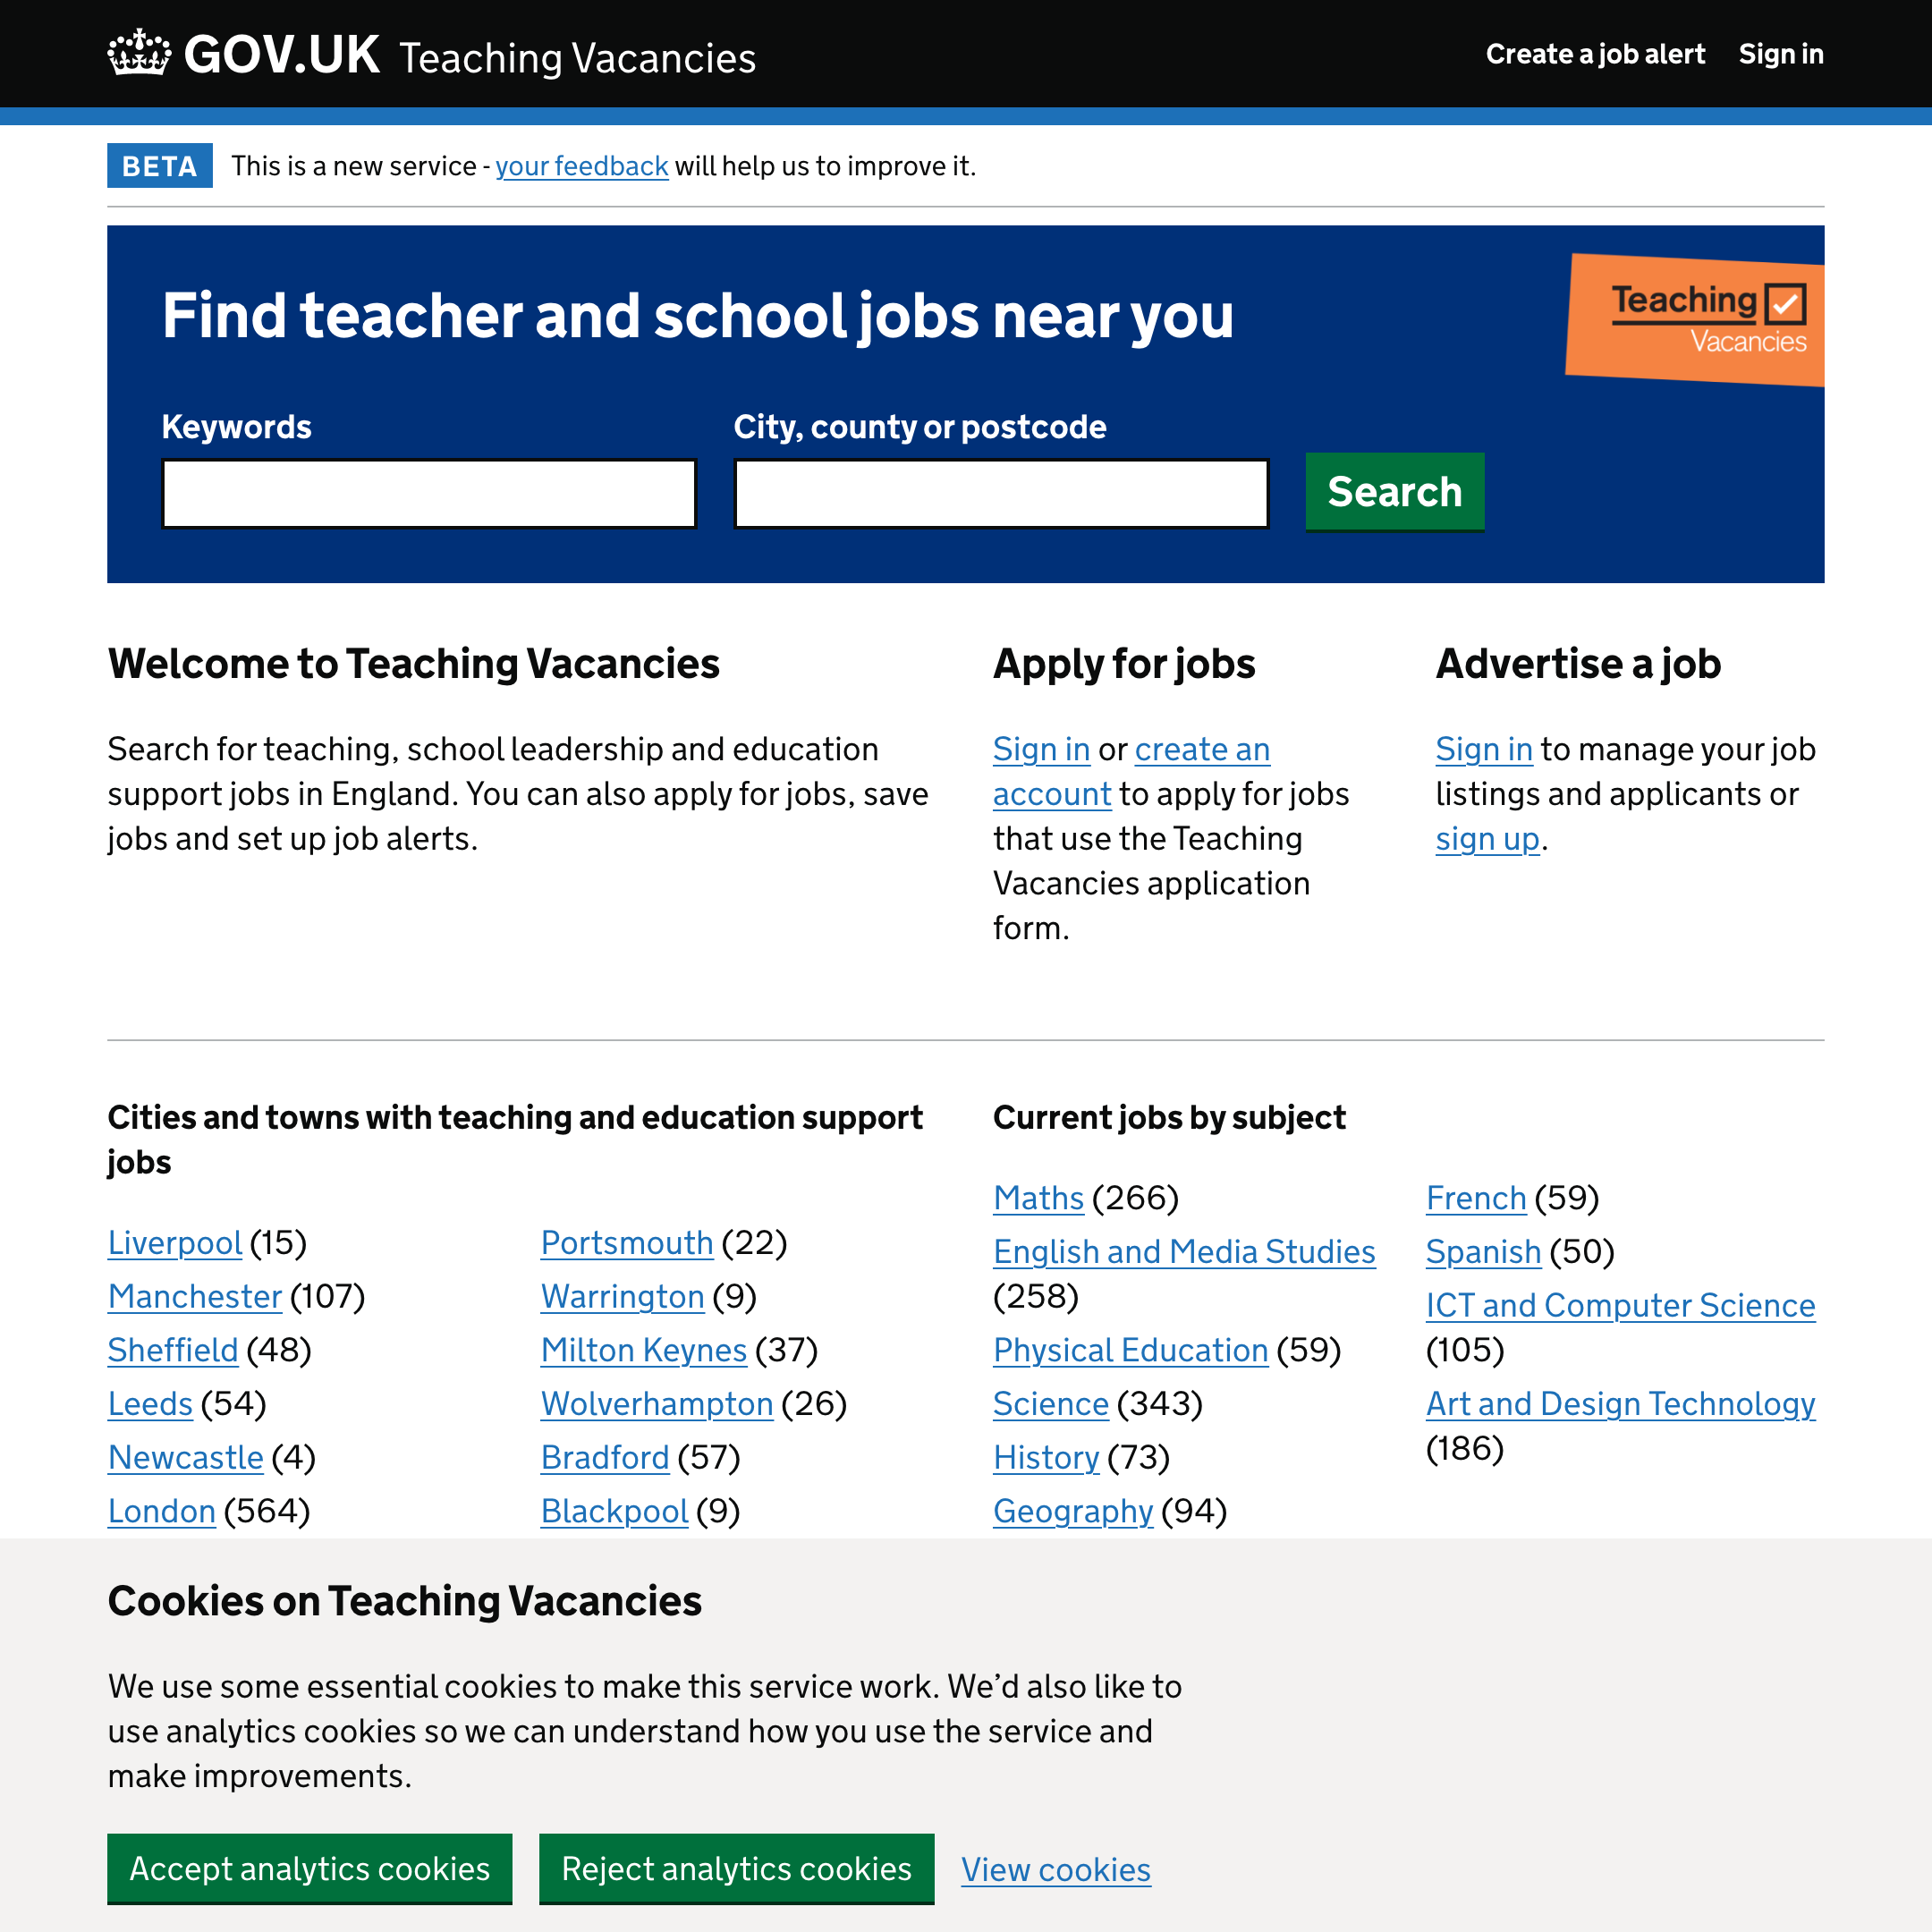 GOV.UK Teaching Vacancies
Create a job alert
Sign in
BETA
This is a new service - your feedback will help us to improve it.
Find teacher and school jobs near you
Teaching
Vacancies
Keywords
City, county or postcode
Search
Welcome to Teaching Vacancies
Search for teaching, school leadership and education
support jobs in England. You can also apply for jobs, save
jobs and set up job alerts.
Apply for jobs
Sign in or create an
account to apply for jobs
that use the Teaching
Vacancies application
form.
Advertise a job
Sign in to manage your job
listings and applicants or
sign up.
Cities and towns with teaching and education support
jobs
Liverpool (15)
Manchester (107)
Sheffield (48)
Leeds (54)
Newcastle (4)
London (564)
Portsmouth (22)
Warrington (9)
Milton Keynes (37)
Wolverhampton (26)
Bradford (57)
Blackpool (9)
Current jobs by subject
Maths (266)
English and Media Studies
(258)
Physical Education (59)
Science (343)
History (73)
Geography (94)
French (59)
Spanish (50)
ICT and Computer Science
(105)
Art and Design Technology
(186)
Cookies on Teaching Vacancies
We use some essential cookies to make this service work. We’d also like to
use analytics cookies so we can understand how you use the service and
make improvements.
Accept analytics cookies
Reject analytics cookies
View cookies